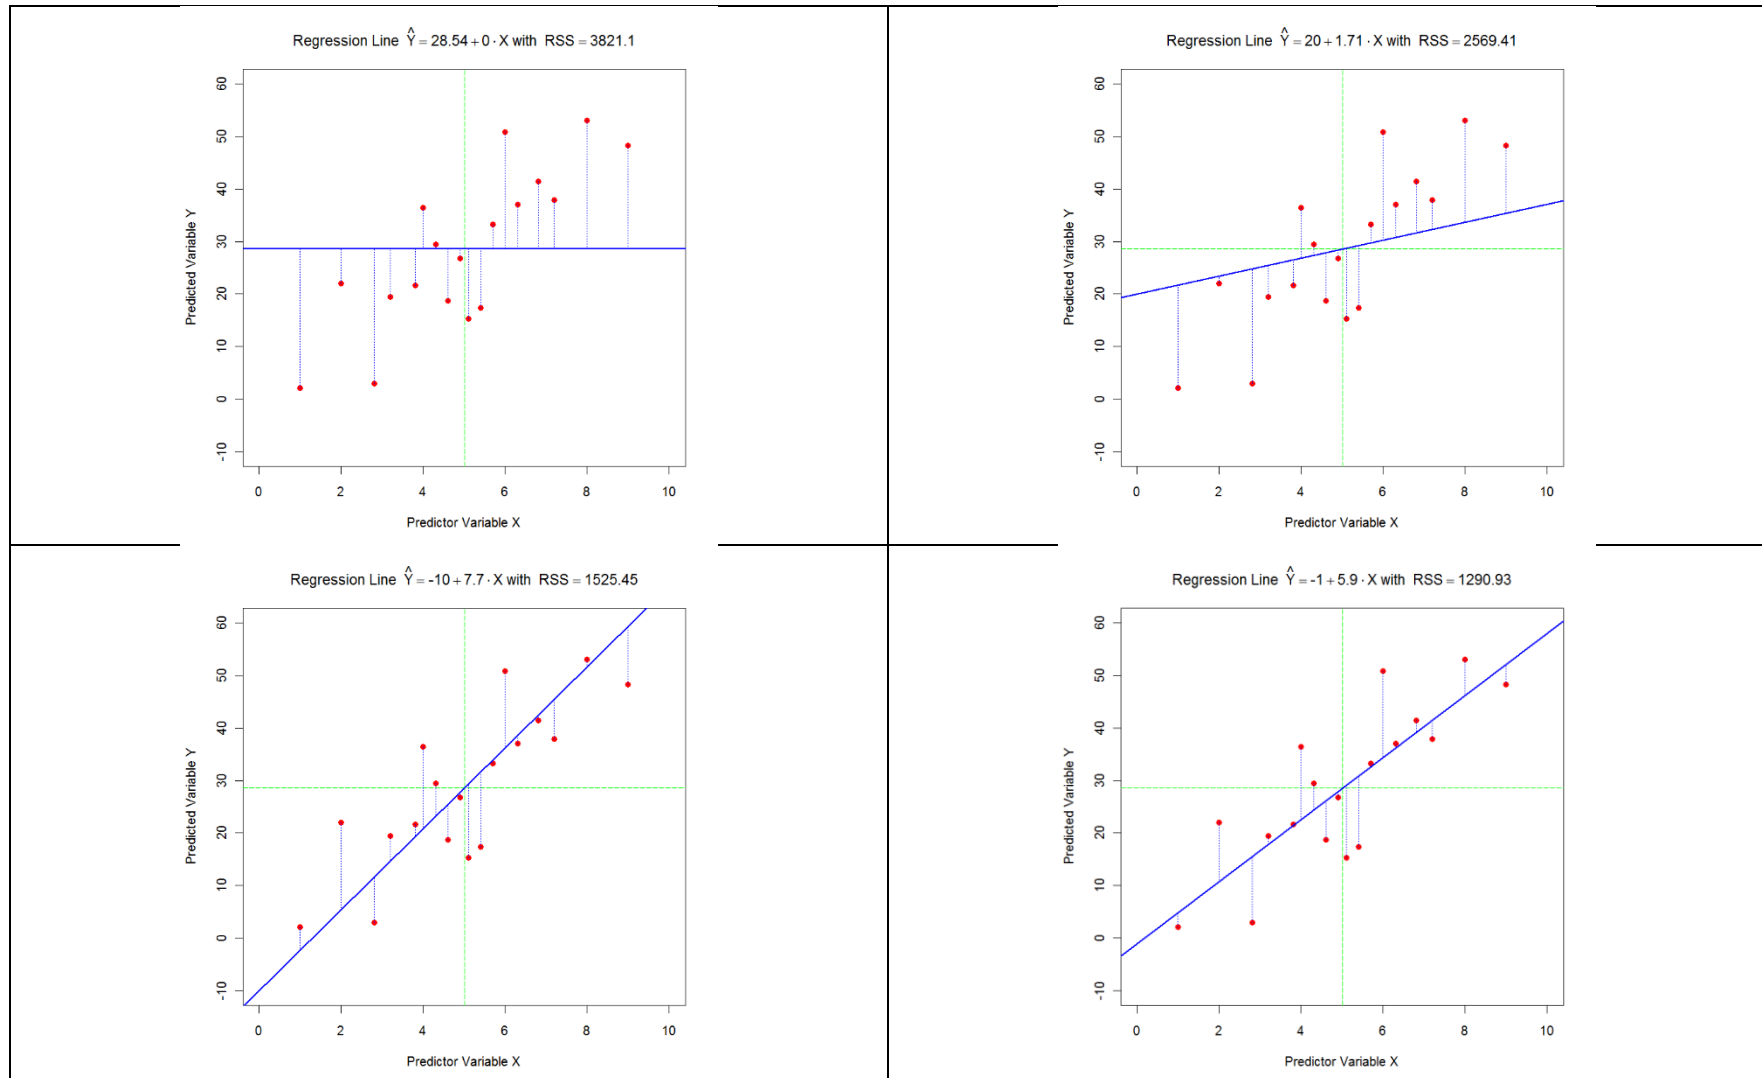 Regression Line Ŷ = 28.54 + 0 · X with RSS = 3821.1
60
50
40
30
20
10
0
-10
Predicted Variable Y
0 2 4 6 8 10
Predictor Variable X
Regression Line Ŷ = 20 + 1.71 · X with RSS = 2569.41
60
50
40
30
20
10
0
-10
Predicted Variable Y
0 2 4 6 8 10
Predictor Variable X
Regression Line Ŷ = -10 + 7.7 · X with RSS = 1525.45
60
50
40
30
20
10
0
-10
Predicted Variable Y
0 2 4 6 8 10
Predictor Variable X
Regression Line Ŷ = -1 + 5.9 · X with RSS = 1290.93
60
50
40
30
20
10
0
-10
Predicted Variable Y
0 2 4 6 8 10
Predictor Variable X